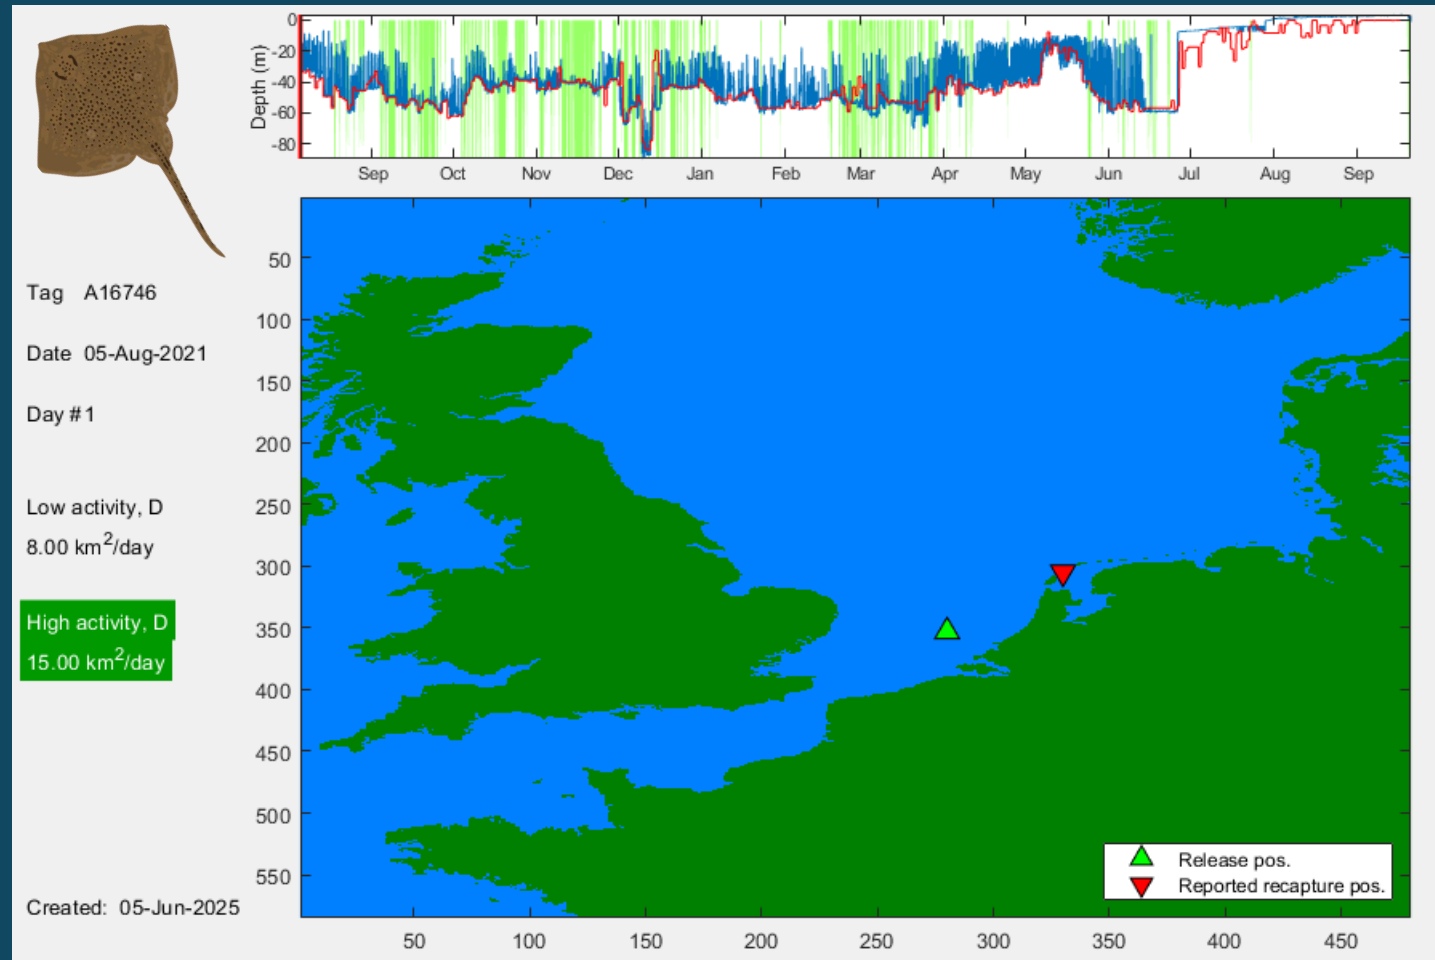 0
-20
-40
-60
-80
Depth (m)
Sep Oct Nov Dec Jan Feb Mar Apr May Jun Jul Aug Sep
Tag A16746
Date 05-Aug-2021
Day # 1
Low activity, D
8.00 km²/day
High activity, D
15.00 km²/day
Created: 05-Jun-2025
50
100
150
200
250
300
350
400
450
500
550
Release pos.
Reported recapture pos.
50 100 150 200 250 300 350 400 450